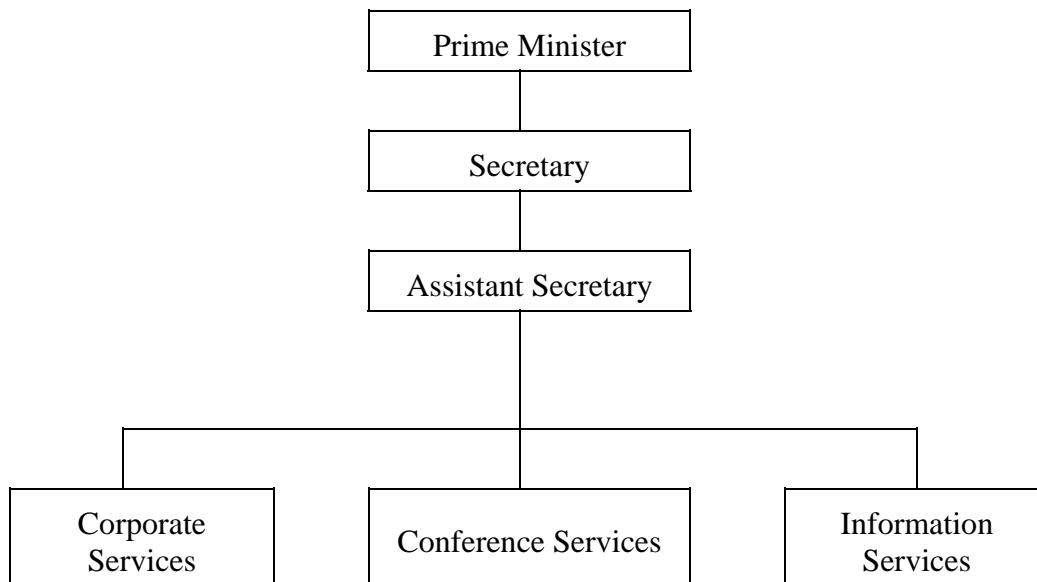 Prime Minister
Secretary
Assistant Secretary
Corporate
Services
Conference Services
Information
Services